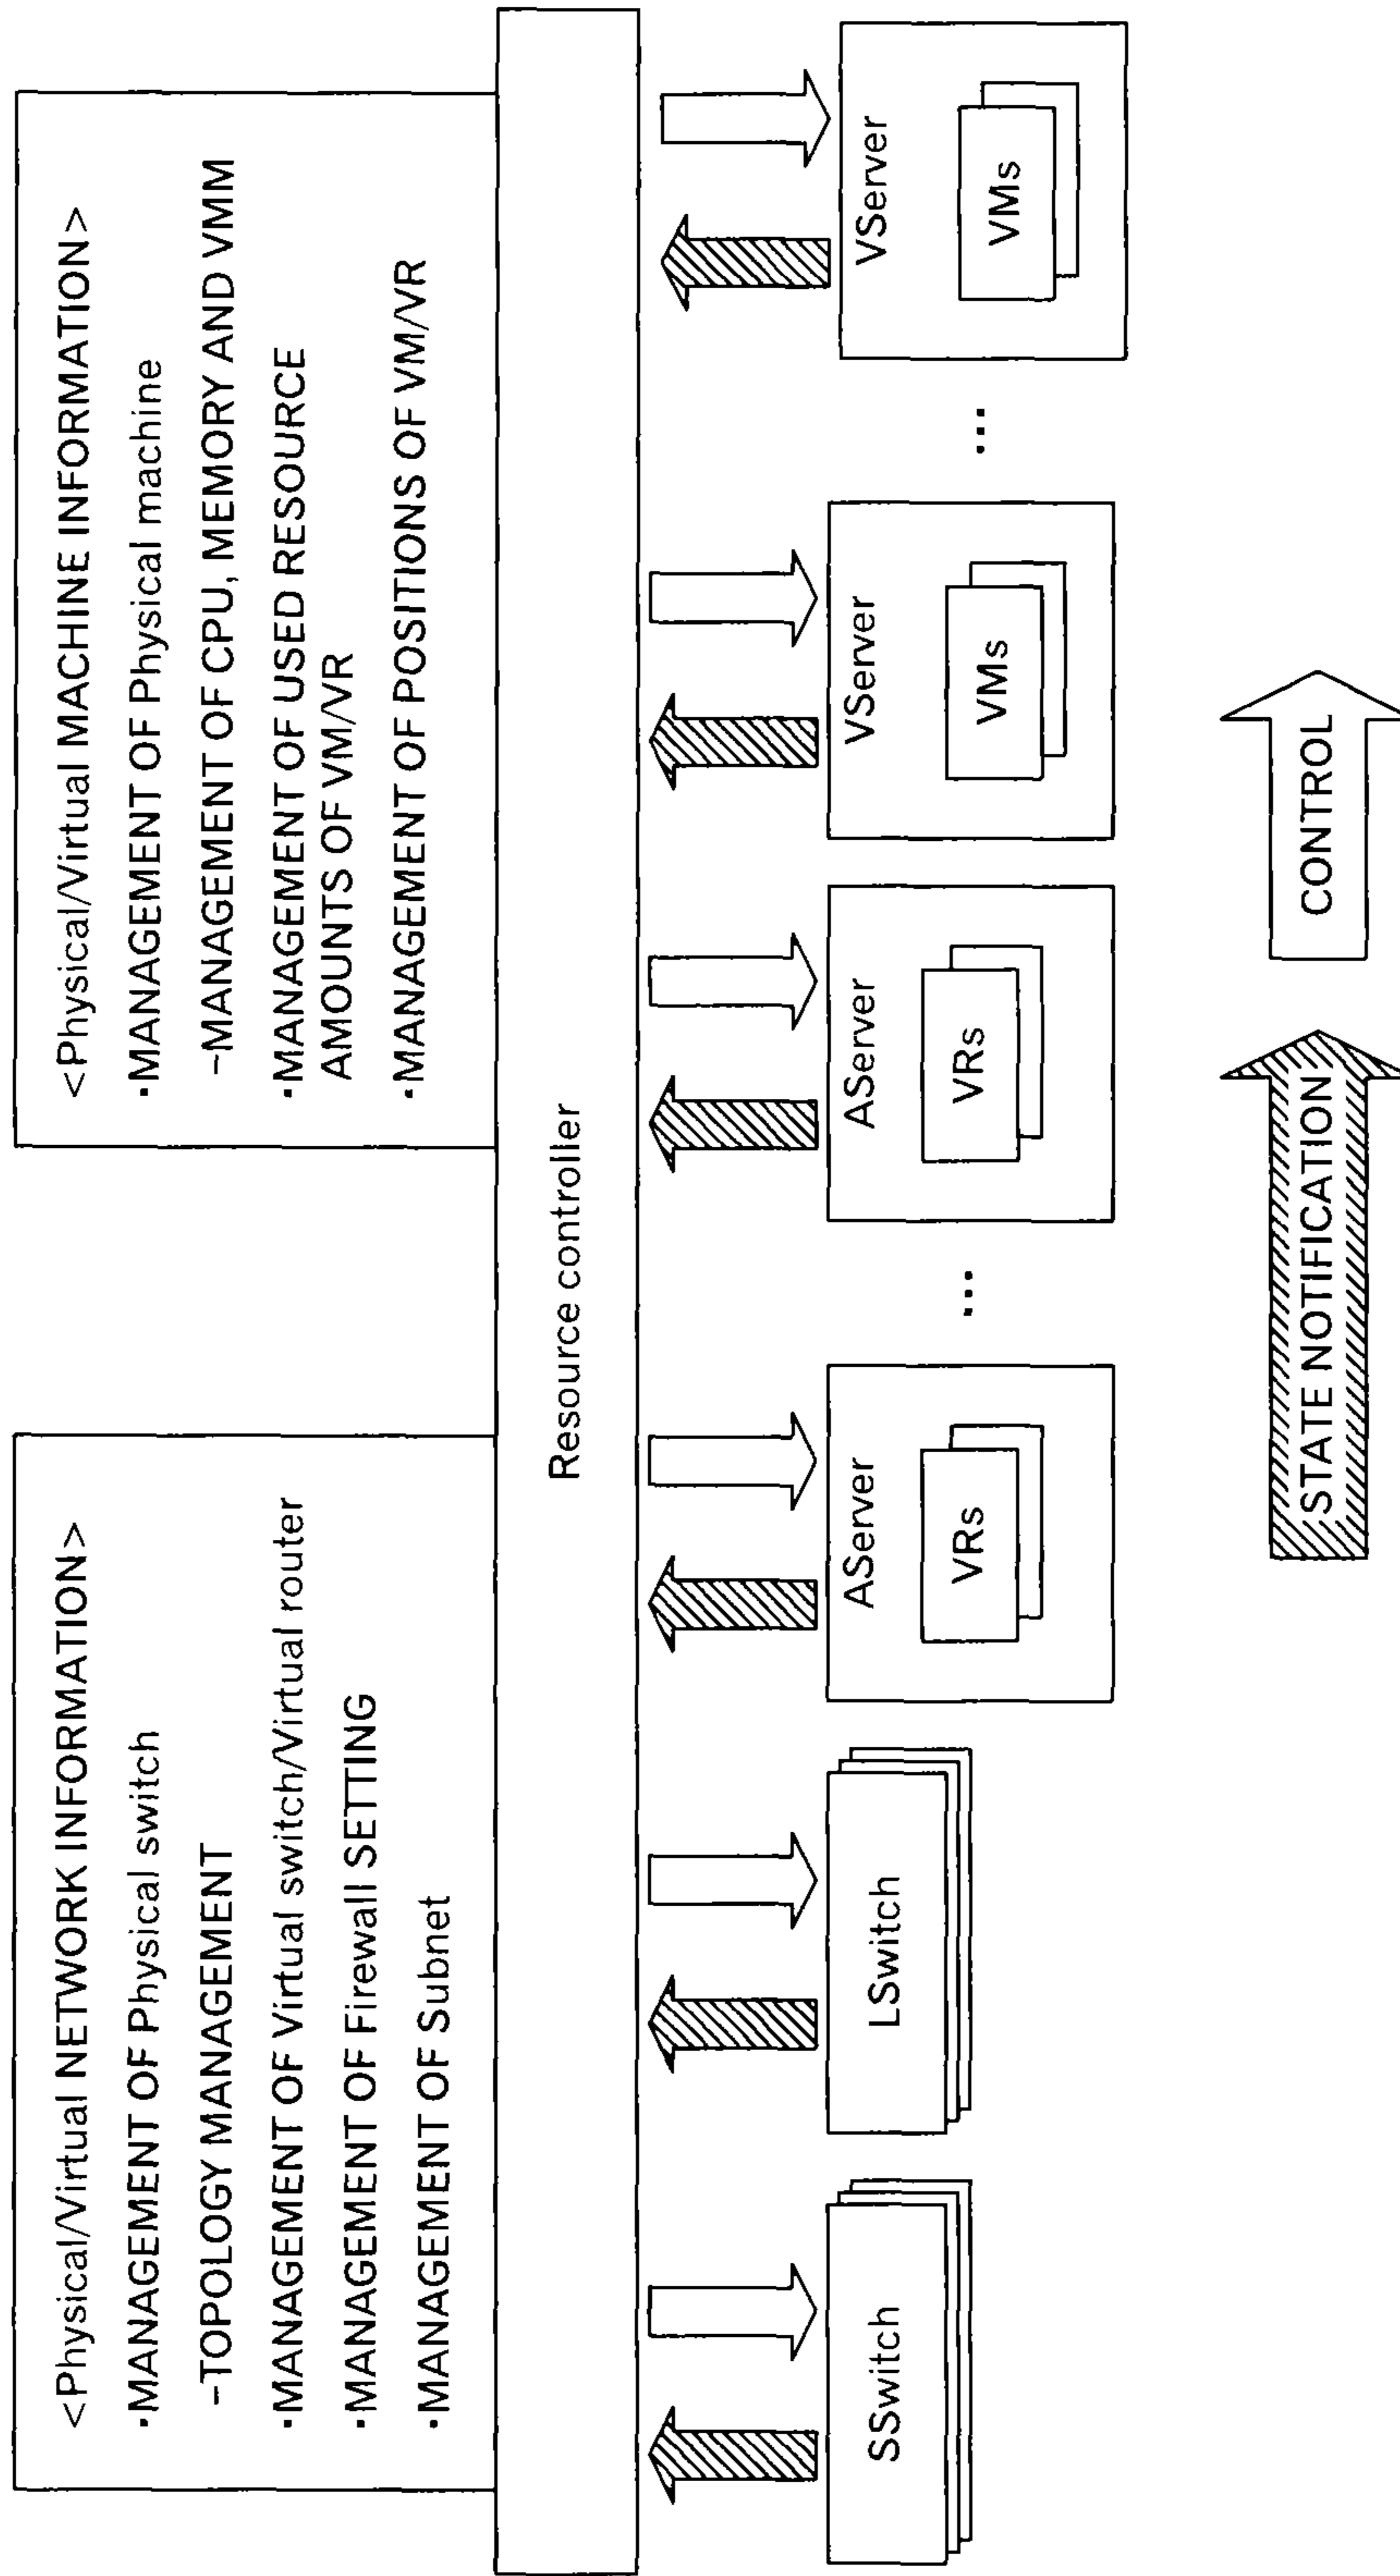 <Physical/Virtual NETWORK INFORMATION>
・MANAGEMENT OF Physical switch
－TOPOLOGY MANAGEMENT
・MANAGEMENT OF Virtual switch/Virtual router
・MANAGEMENT OF Firewall SETTING
・MANAGEMENT OF Subnet
<Physical/Virtual MACHINE INFORMATION>
・MANAGEMENT OF Physical machine
－MANAGEMENT OF CPU, MEMORY AND VMM
・MANAGEMENT OF USED RESOURCE
AMOUNTS OF VM/VR
・MANAGEMENT OF POSITIONS OF VM/VR
Resource controller
SSwitch
LSwitch
AServer
VRs
...
AServer
VRs
VServer
VMs
...
VServer
VMs
STATE NOTIFICATION
CONTROL